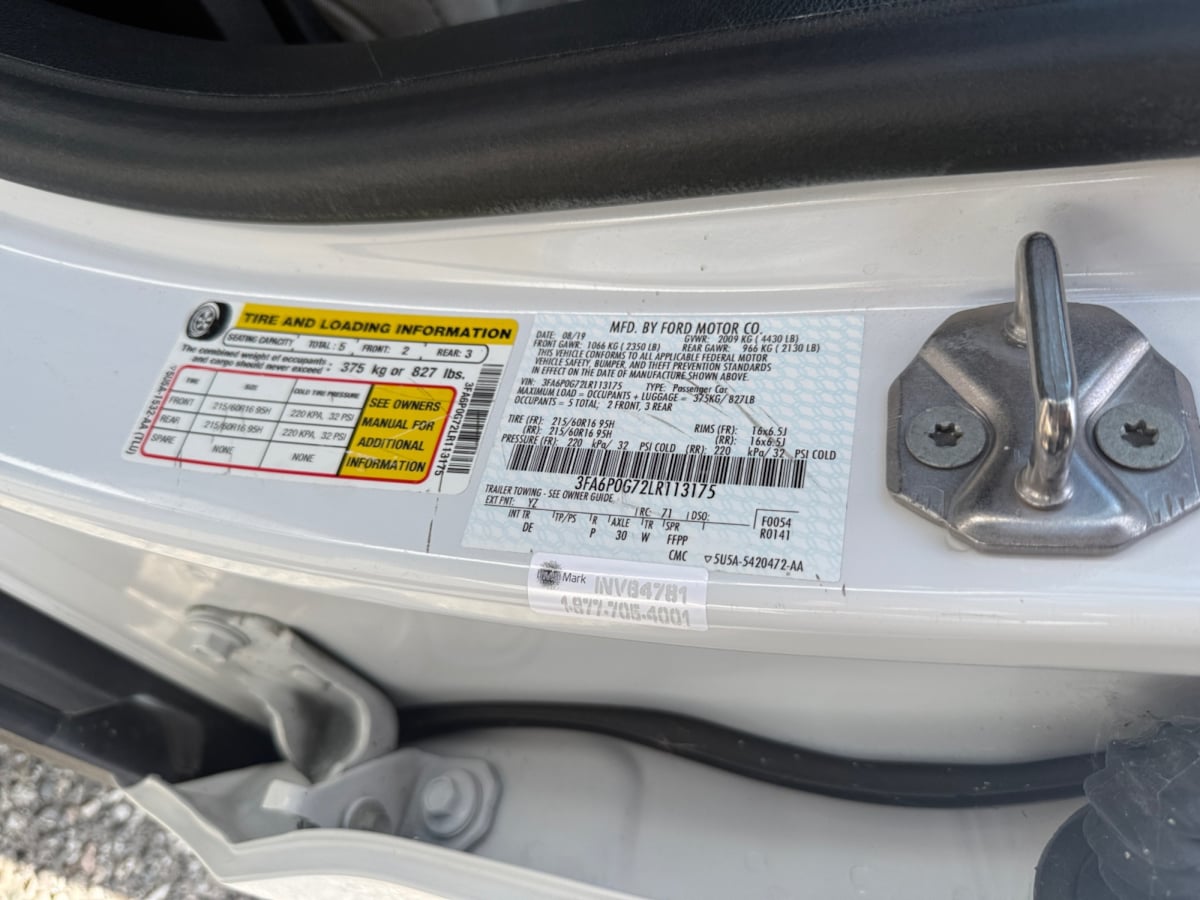 TIRE AND LOADING INFORMATION
SEATING CAPACITY TOTAL: 5 FRONT: 2 REAR: 3
The combined weight of occupants and cargo should never exceed: 375 kg or 827 lbs.
TIRE SIZE COLD TIRE PRESSURE
FRONT 215/60R16 95H 220 KPA, 32 PSI
REAR 215/60R16 95H 220 KPA, 32 PSI
SPARE NONE NONE
SEE OWNERS
MANUAL FOR
ADDITIONAL
INFORMATION
3FA6P0G72LR113175
MFD. BY FORD MOTOR CO.
DATE: 08/19 GVWR: 2009 KG ( 4430 LB)
FRONT GAWR: 1066 KG ( 2350 LB) REAR GAWR: 966 KG ( 2130 LB)
THIS VEHICLE CONFORMS TO ALL APPLICABLE FEDERAL MOTOR
VEHICLE SAFETY, BUMPER, AND THEFT PREVENTION STANDARDS
IN EFFECT ON THE DATE OF MANUFACTURE SHOWN ABOVE.
VIN: 3FA6P0G72LR113175 TYPE: Passenger Car
MAXIMUM LOAD = OCCUPANTS + LUGGAGE = 375KG/ 827LB
OCCUPANTS = 5 TOTAL; 2 FRONT, 3 REAR
TIRE (FR): 215/60R16 95H RIMS (FR): 16x6.5J
(RR): 215/60R16 95H (RR): 16x6.5J
PRESSURE (FR): 220 kPa/ 32 PSI COLD (RR): 220 kPa/ 32 PSI COLD
3FA6P0G72LR113175
TRAILER TOWING - SEE OWNER GUIDE.
EXT PNT: YZ RC: 71 DSO: F0054
INT TR TP/PS R AXLE TR SPR R0141
DE P 30 W FFPP
CMC ▽5U5A-5420472-AA
Mark INV84781
1-877-705-4001